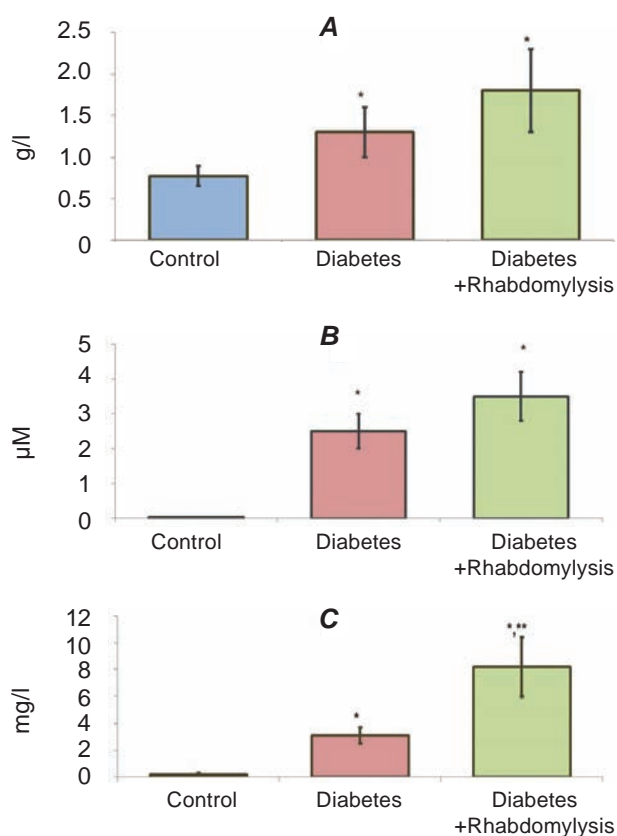 A
2.5
2.0
1.5
1.0
0.5
0
g/l
*
*
Control
Diabetes
Diabetes
+Rhabdomylysis
B
5
4
3
2
1
0
µM
*
*
Control
Diabetes
Diabetes
+Rhabdomylysis
C
12
10
8
6
4
2
0
mg/l
*
*,**
Control
Diabetes
Diabetes
+Rhabdomylysis